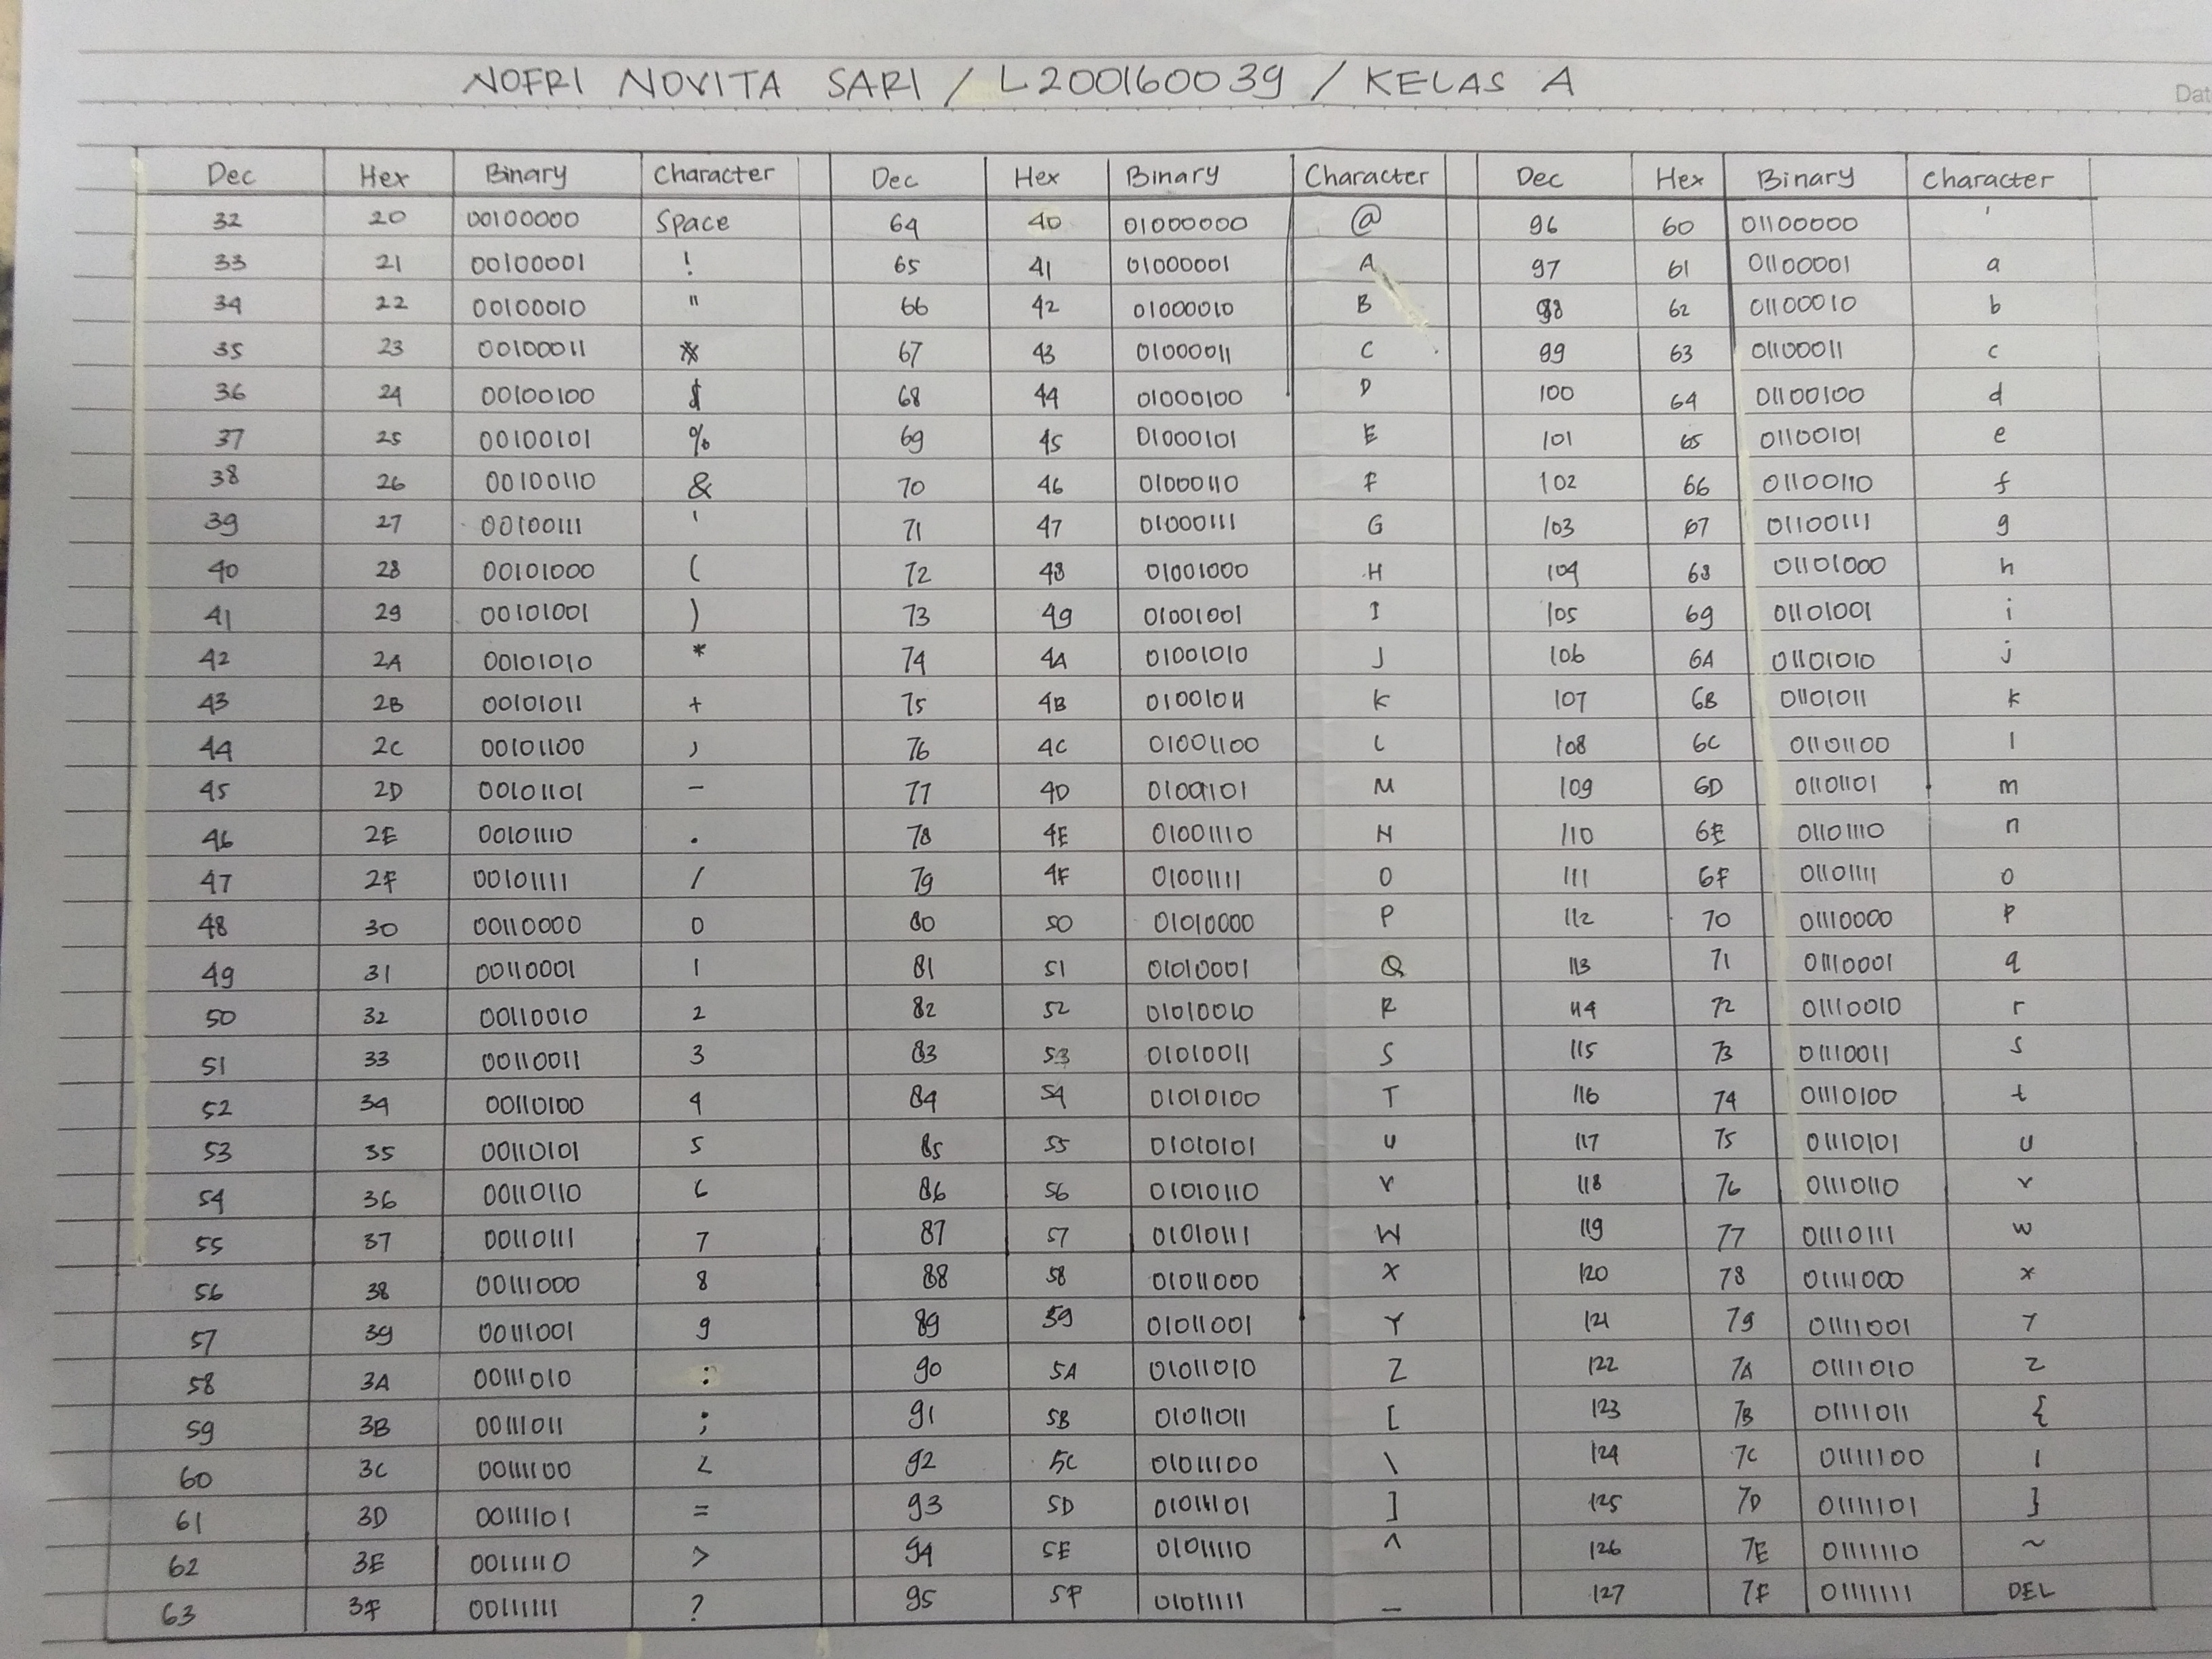 NOFRI NOVITA SARI / L200160039 / KELAS A
Dat
Dec Hex Binary Character Dec Hex Binary Character Dec Hex Binary Character
32 20 00100000 Space 64 40 01000000 @ 96 60 01100000 '
33 21 00100001 ! 65 41 01000001 A 97 61 01100001 a
34 22 00100010 " 66 42 01000010 B 98 62 01100010 b
35 23 00100011 67 43 01000011 C 99 63 01100011 c
36 24 00100100 $ 68 44 01000100 D 100 64 01100100 d
37 25 00100101 % 69 45 01000101 E 101 65 01100101 e
38 26 00100110 & 70 46 01000110 F 102 66 01100110 f
39 27 00100111 ' 71 47 01000111 G 103 67 01100111 g
40 28 00101000 ( 72 48 01001000 H 104 68 01101000 h
41 29 00101001 ) 73 49 01001001 I 105 69 01101001 i
42 2A 00101010 * 74 4A 01001010 J 106 6A 01101010 j
43 2B 00101011 + 75 4B 01001011 K 107 6B 01101011 k
44 2C 00101100 , 76 4C 01001100 L 108 6C 01101100 l
45 2D 00101101 - 77 4D 01001101 M 109 6D 01101101 m
46 2E 00101110 . 78 4E 01001110 N 110 6E 01101110 n
47 2F 00101111 / 79 4F 01001111 O 111 6F 01101111 o
48 30 00110000 0 80 50 01010000 P 112 70 01110000 p
49 31 00110001 1 81 51 01010001 Q 113 71 01110001 q
50 32 00110010 2 82 52 01010010 R 114 72 01110010 r
51 33 00110011 3 83 53 01010011 S 115 73 01110011 s
52 34 00110100 4 84 54 01010100 T 116 74 01110100 t
53 35 00110101 5 85 55 01010101 U 117 75 01110101 u
54 36 00110110 6 86 56 01010110 V 118 76 01110110 v
55 37 00110111 7 87 57 01010111 W 119 77 01110111 w
56 38 00111000 8 88 58 01011000 X 120 78 01111000 x
57 39 00111001 9 89 59 01011001 Y 121 79 01111001 y
58 3A 00111010 : 90 5A 01011010 Z 122 7A 01111010 z
59 3B 00111011 ; 91 5B 01011011 [ 123 7B 01111011 {
60 3C 00111100 < 92 5C 01011100 \ 124 7C 01111100 |
61 3D 00111101 = 93 5D 01011101 ] 125 7D 01111101 }
62 3E 00111110 > 94 5E 01011110 ^ 126 7E 01111110 ~
63 3F 00111111 ? 95 5F 01011111 _ 127 7F 01111111 DEL